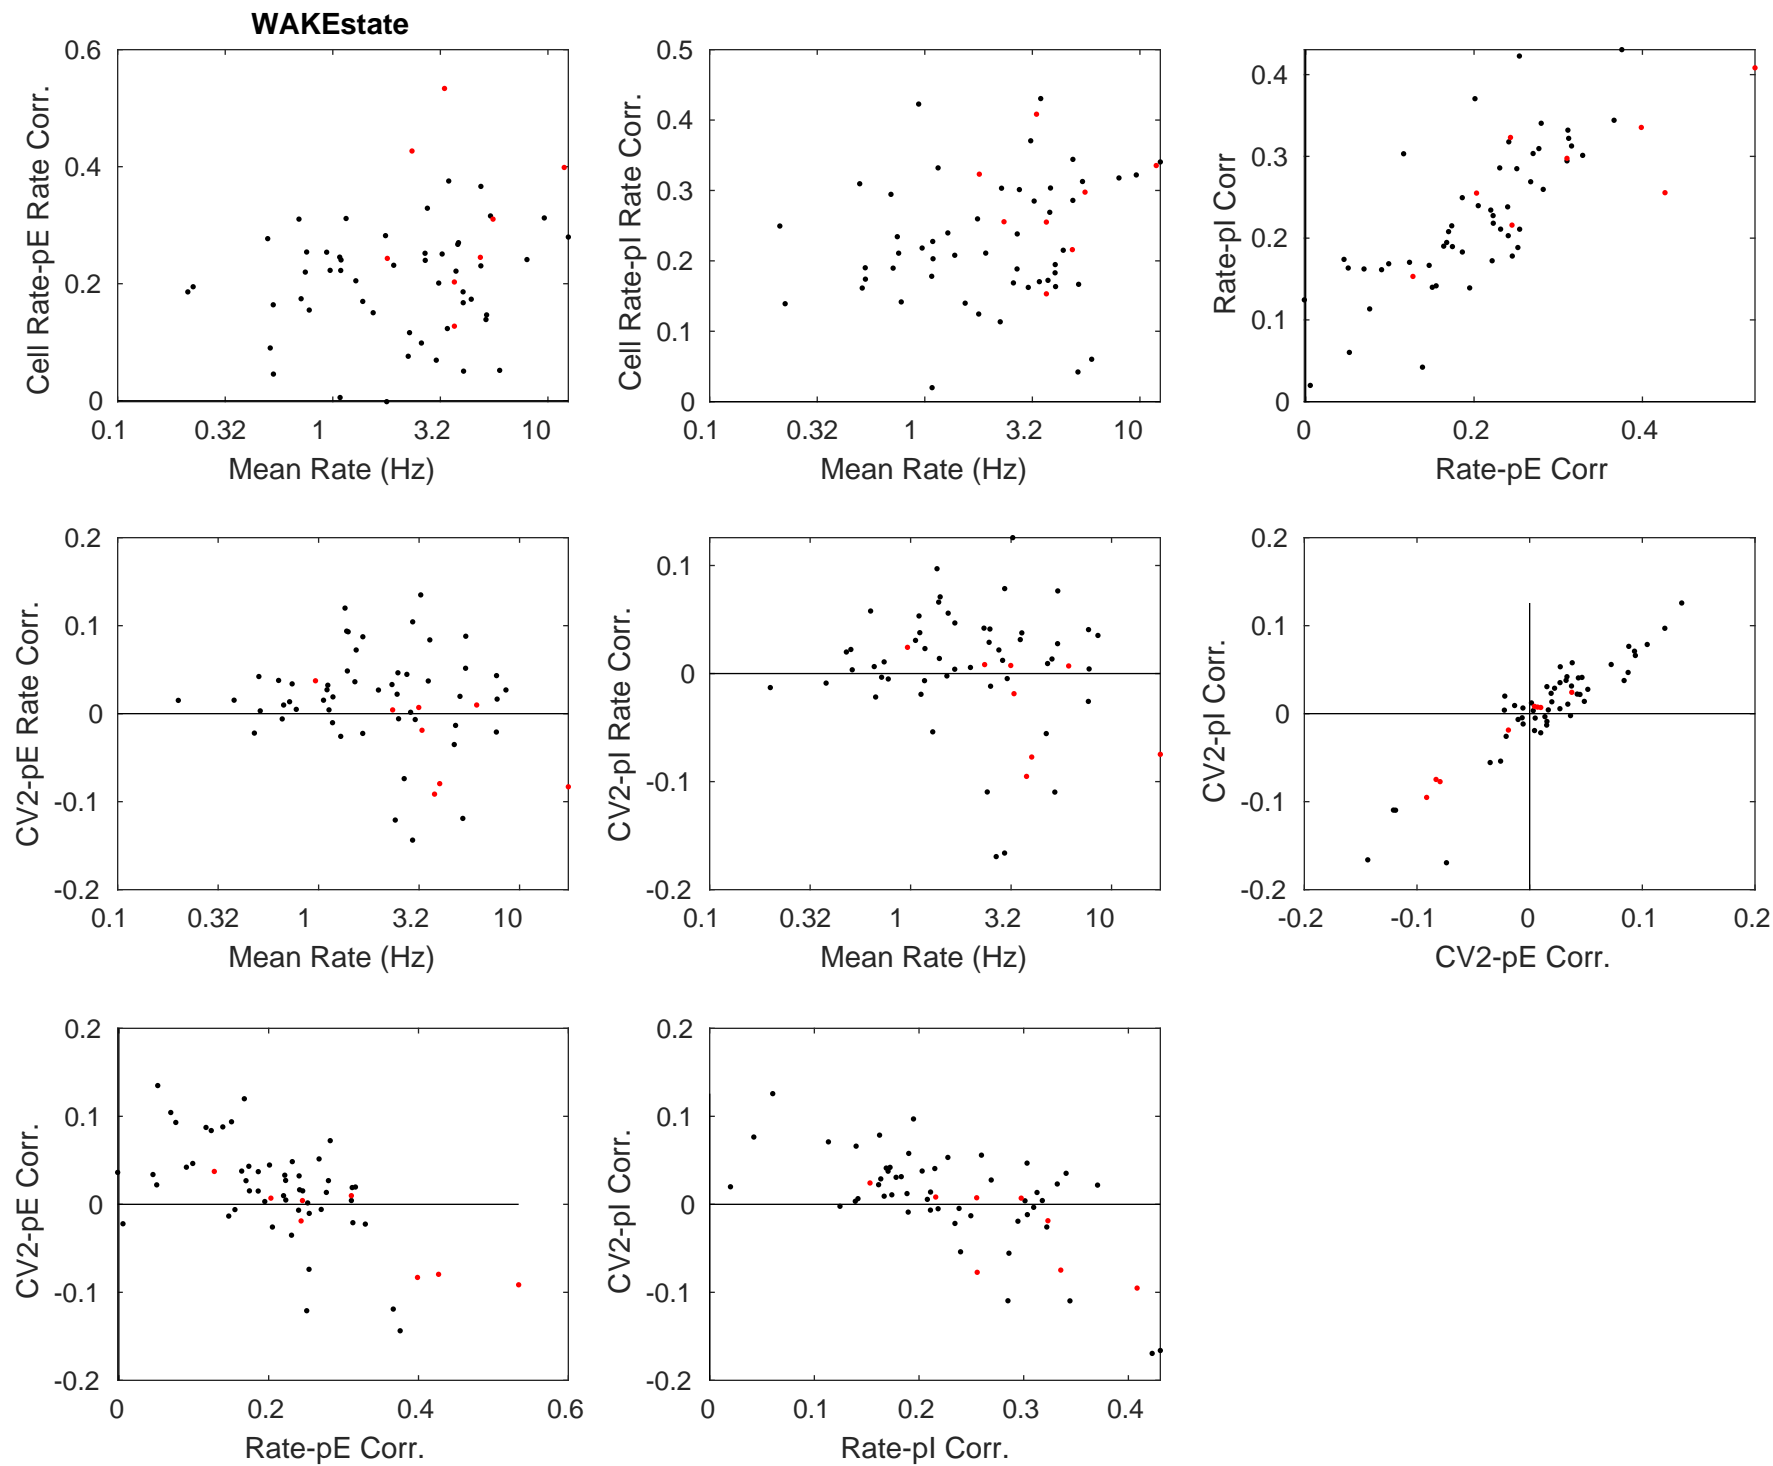 WAKEstate
0.6
0.4
0.2
0
0.1 0.32 1 3.2 10
Mean Rate (Hz)
Cell Rate-pE Rate Corr.
0.5
0.4
0.3
0.2
0.1
0
0.1 0.32 1 3.2 10
Mean Rate (Hz)
Cell Rate-pI Rate Corr.
0.4
0.3
0.2
0.1
0
0 0.2 0.4
Rate-pE Corr
Rate-pI Corr
0.2
0.1
0
-0.1
-0.2
0.1 0.32 1 3.2 10
Mean Rate (Hz)
CV2-pE Rate Corr.
0.1
0
-0.1
-0.2
0.1 0.32 1 3.2 10
Mean Rate (Hz)
CV2-pI Rate Corr.
0.2
0.1
0
-0.1
-0.2
-0.2 -0.1 0 0.1 0.2
CV2-pE Corr.
CV2-pI Corr.
0.2
0.1
0
-0.1
-0.2
0 0.2 0.4 0.6
Rate-pE Corr.
CV2-pE Corr.
0.2
0.1
0
-0.1
-0.2
0 0.1 0.2 0.3 0.4
Rate-pI Corr.
CV2-pI Corr.